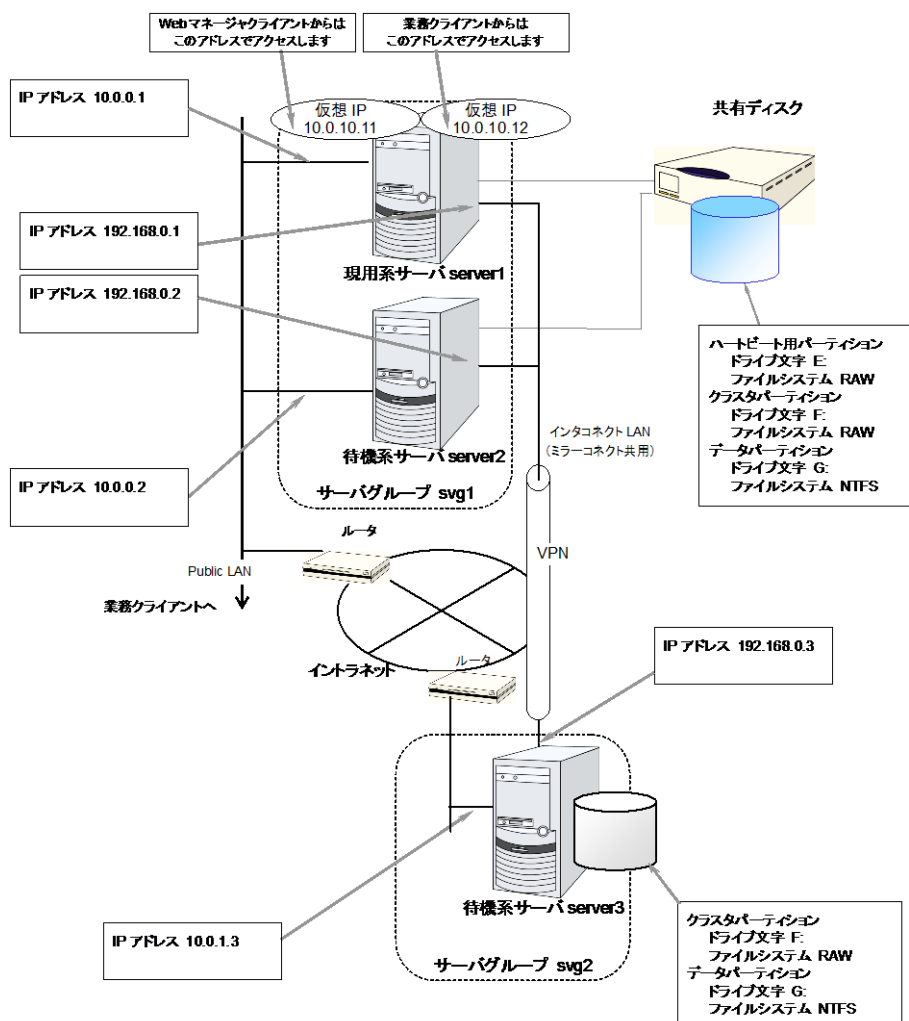 Webマネージャクライアントからは
このアドレスでアクセスします
業務クライアントからは
このアドレスでアクセスします
IP アドレス 10.0.0.1
仮想 IP
10.0.10.11
仮想 IP
10.0.10.12
共有ディスク
IP アドレス 192.168.0.1
現用系サーバ server1
IP アドレス 192.168.0.2
ハートビート用パーティション
ドライブ文字 E:
ファイルシステム RAW
クラスタパーティション
ドライブ文字 F:
ファイルシステム RAW
データパーティション
ドライブ文字 G:
ファイルシステム NTFS
インタコネクト LAN
(ミラーコネクト共用)
待機系サーバ server2
IP アドレス 10.0.0.2
サーバグループ svg1
ルータ
VPN
Public LAN
業務クライアントへ
イントラネット
ルータ
IP アドレス 192.168.0.3
待機系サーバ server3
IP アドレス 10.0.1.3
サーバグループ svg2
クラスタパーティション
ドライブ文字 F:
ファイルシステム RAW
データパーティション
ドライブ文字 G:
ファイルシステム NTFS